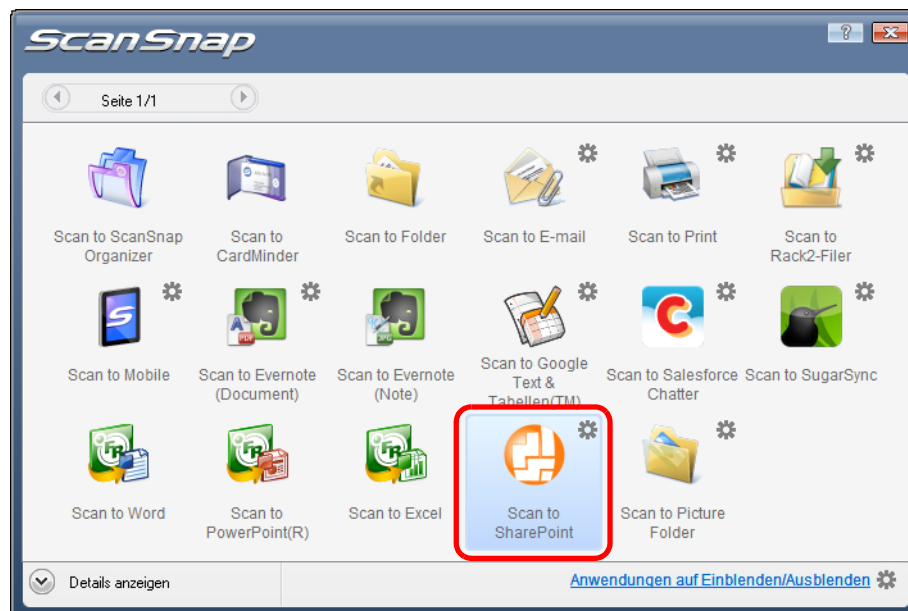 ScanSnap
Seite 1/1
Scan to ScanSnap
Organizer
Scan to
CardMinder
Scan to Folder
Scan to E-mail
Scan to Print
Scan to
Rack2-Filer
Scan to Mobile
Scan to Evernote
(Document)
Scan to Evernote
(Note)
Scan to Google
Text &
Tabellen(TM)
Scan to Salesforce
Chatter
Scan to SugarSync
Scan to Word
Scan to
PowerPoint(R)
Scan to Excel
Scan to
SharePoint
Scan to Picture
Folder
Details anzeigen
Anwendungen auf Einblenden/Ausblenden